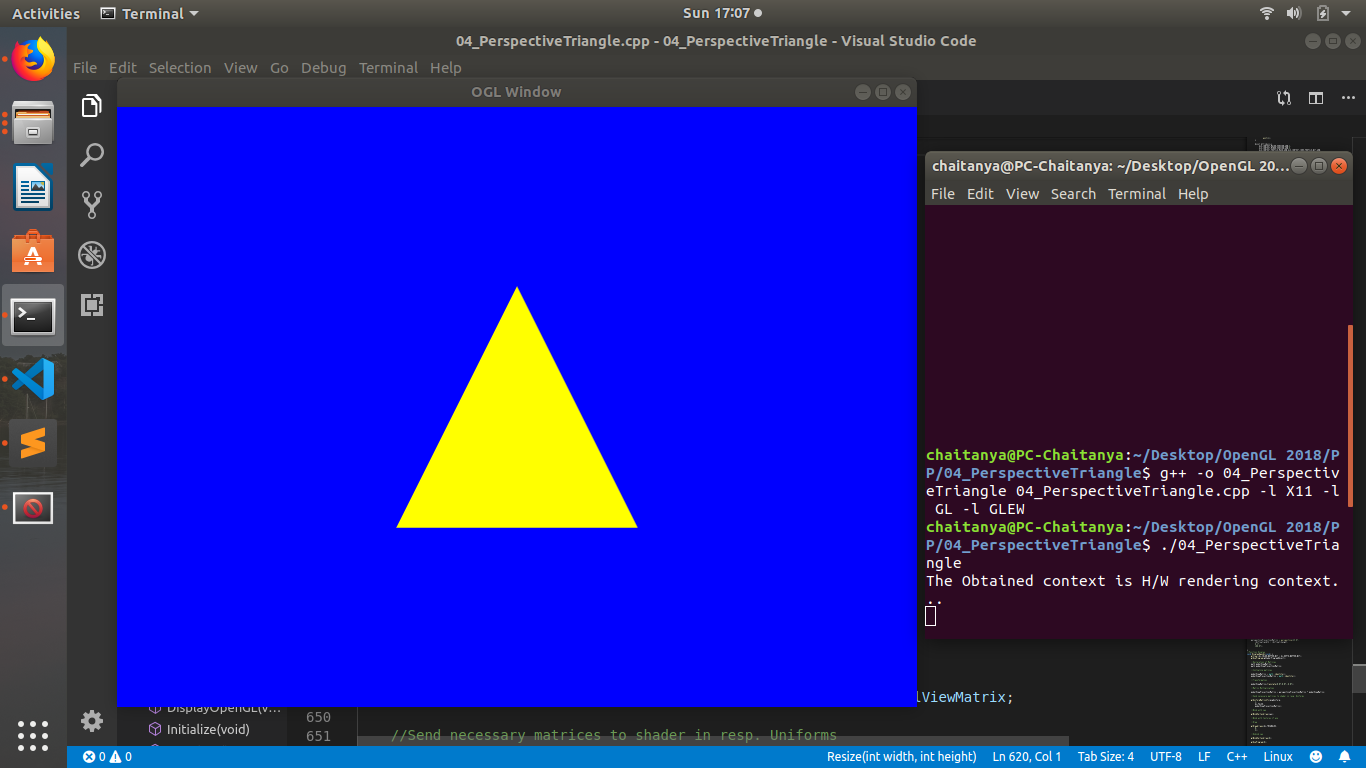 Activities
Terminal
Sun 17:07
04_PerspectiveTriangle.cpp - 04_PerspectiveTriangle - Visual Studio Code
File Edit Selection View Go Debug Terminal Help
OGL Window
chaitanya@PC-Chaitanya: ~/Desktop/OpenGL 20...
File Edit View Search Terminal Help
chaitanya@PC-Chaitanya:~/Desktop/OpenGL 2018/P
P/04_PerspectiveTriangle$ g++ -o 04_Perspectiv
eTriangle 04_PerspectiveTriangle.cpp -l X11 -l
GL -l GLEW
chaitanya@PC-Chaitanya:~/Desktop/OpenGL 2018/P
P/04_PerspectiveTriangle$ ./04_PerspectiveTria
ngle
The Obtained context is H/W rendering context.
..
lViewMatrix;
DisplayOpenGL(v...
650
Initialize(void)
651 //Send necessary matrices to shader in resp. Uniforms
0 0
Resize(int width, int height) Ln 620, Col 1 Tab Size: 4 UTF-8 LF C++ Linux